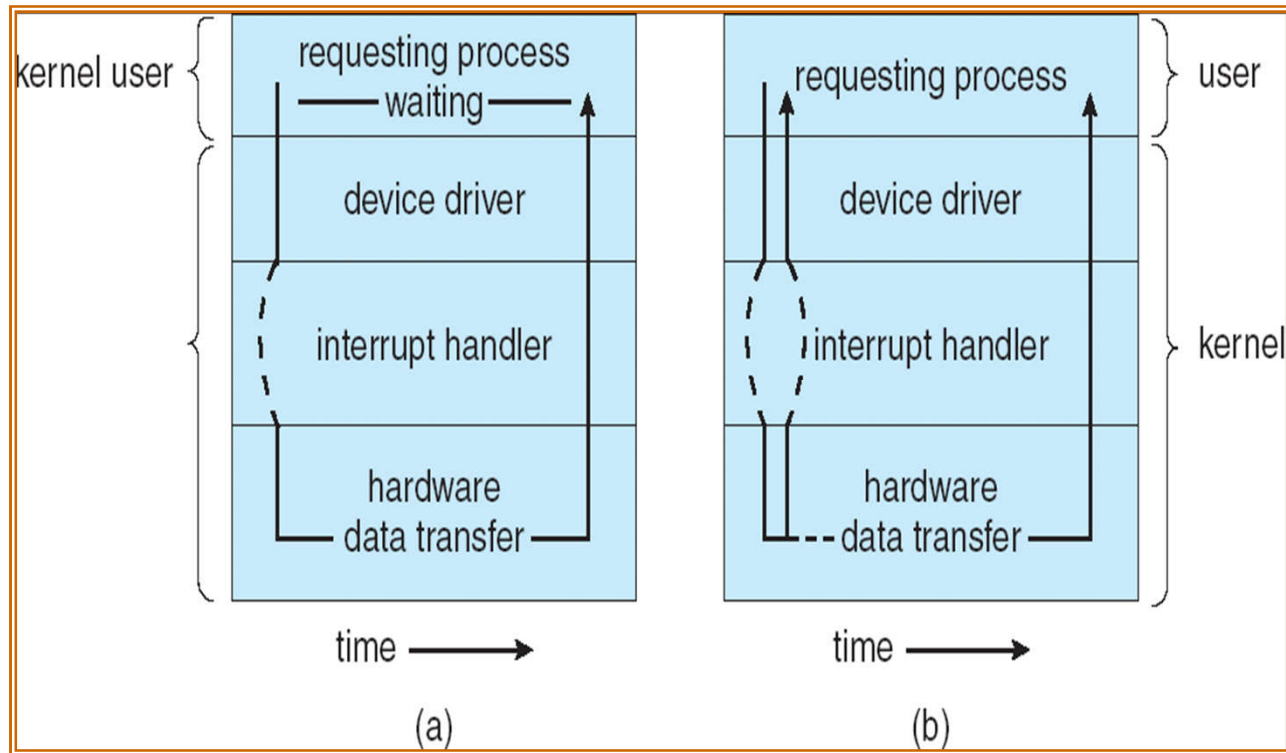 kernel user
requesting process
waiting
device driver
interrupt handler
hardware
data transfer
time
(a)
requesting process
user
device driver
interrupt handler
kernel
hardware
data transfer
time
(b)